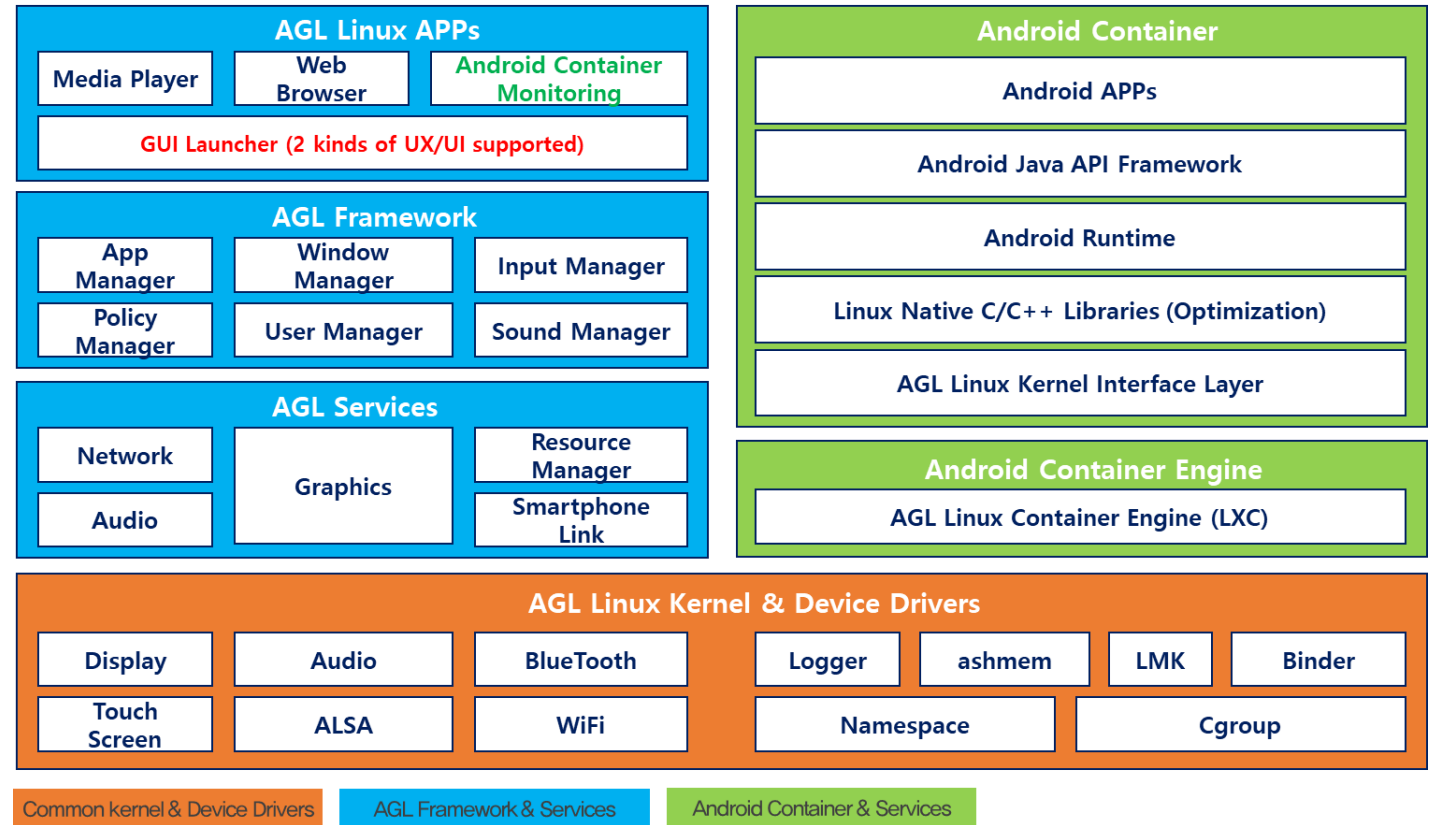 AGL Linux APPs
Media Player
Web
Browser
Android Container
Monitoring
GUI Launcher (2 kinds of UX/UI supported)
AGL Framework
App
Manager
Window
Manager
Input Manager
Policy
Manager
User Manager
Sound Manager
AGL Services
Network
Graphics
Resource
Manager
Audio
Smartphone
Link
Android Container
Android APPs
Android Java API Framework
Android Runtime
Linux Native C/C++ Libraries (Optimization)
AGL Linux Kernel Interface Layer
Android Container Engine
AGL Linux Container Engine (LXC)
AGL Linux Kernel & Device Drivers
Display
Audio
BlueTooth
Logger
ashmem
LMK
Binder
Touch
Screen
ALSA
WiFi
Namespace
Cgroup
Common kernel & Device Drivers
AGL Framework & Services
Android Container & Services